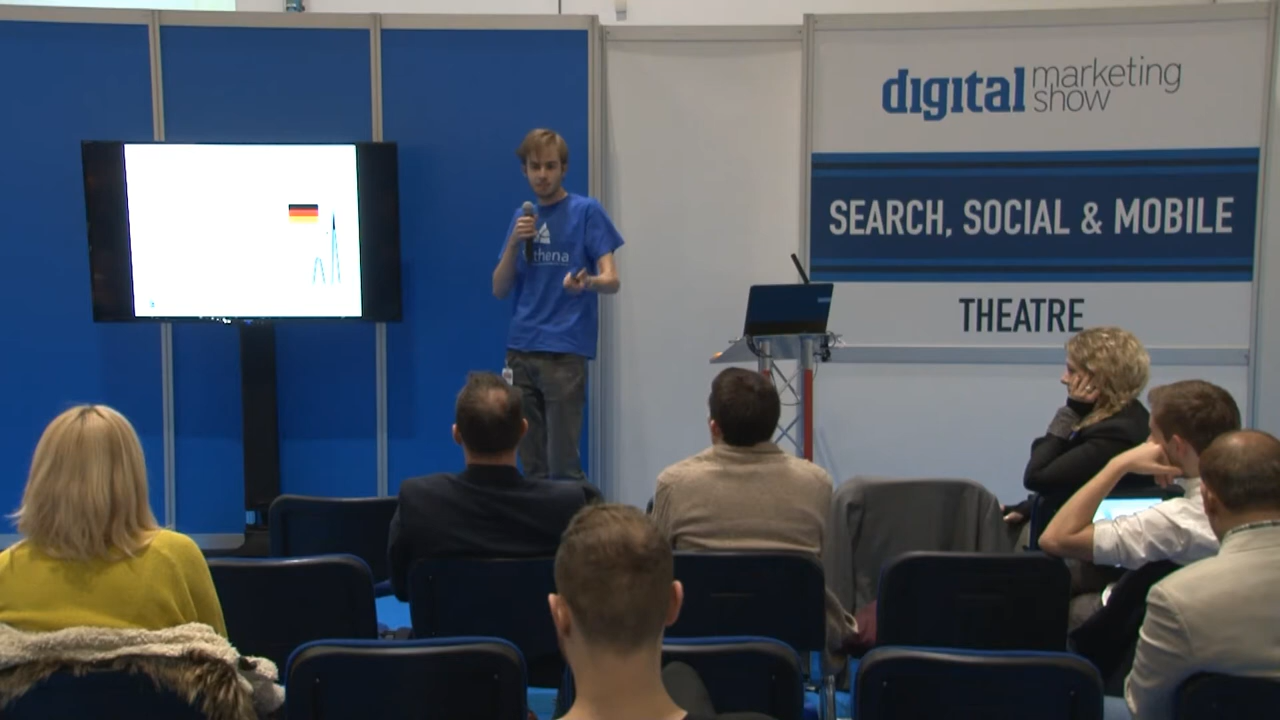 digital marketing
show
SEARCH, SOCIAL & MOBILE
THEATRE
thena